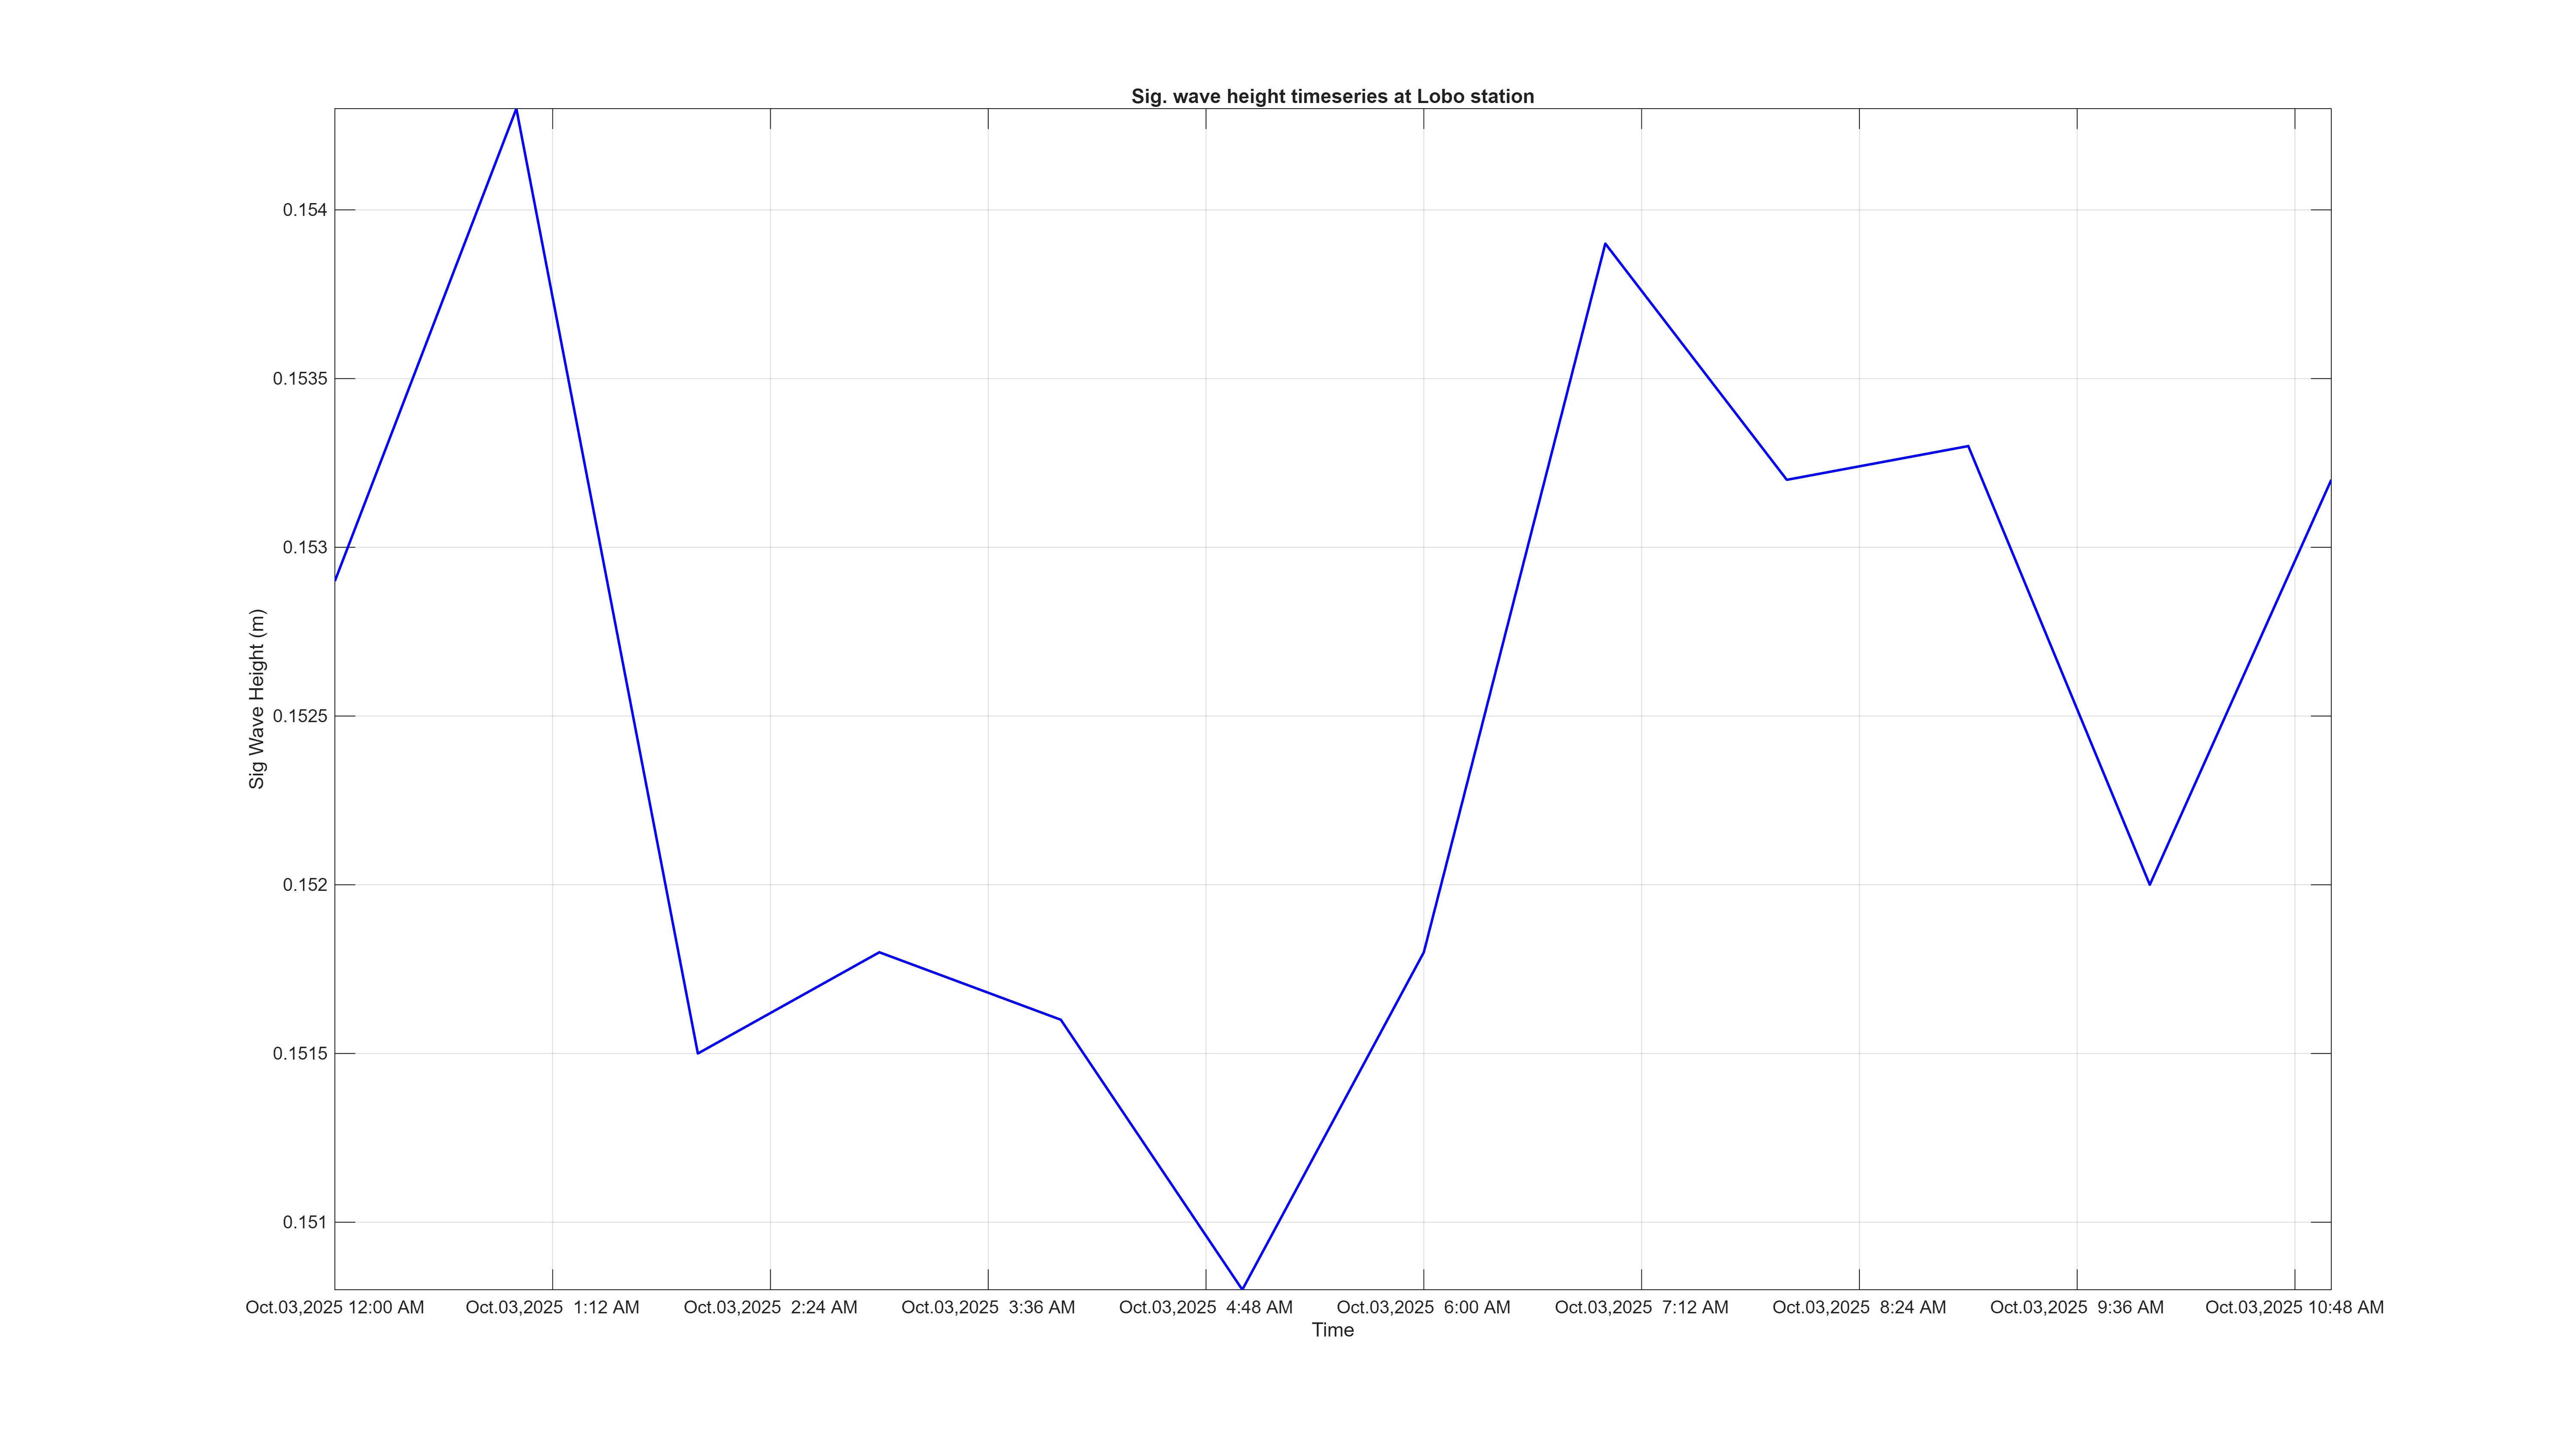 Sig. wave height timeseries at Lobo station
0.154
0.1535
0.153
0.1525
0.152
0.1515
0.151
Sig Wave Height (m)
Oct.03,2025 12:00 AM Oct.03,2025  1:12 AM Oct.03,2025  2:24 AM Oct.03,2025  3:36 AM Oct.03,2025  4:48 AM Oct.03,2025  6:00 AM Oct.03,2025  7:12 AM Oct.03,2025  8:24 AM Oct.03,2025  9:36 AM Oct.03,2025 10:48 AM
Time